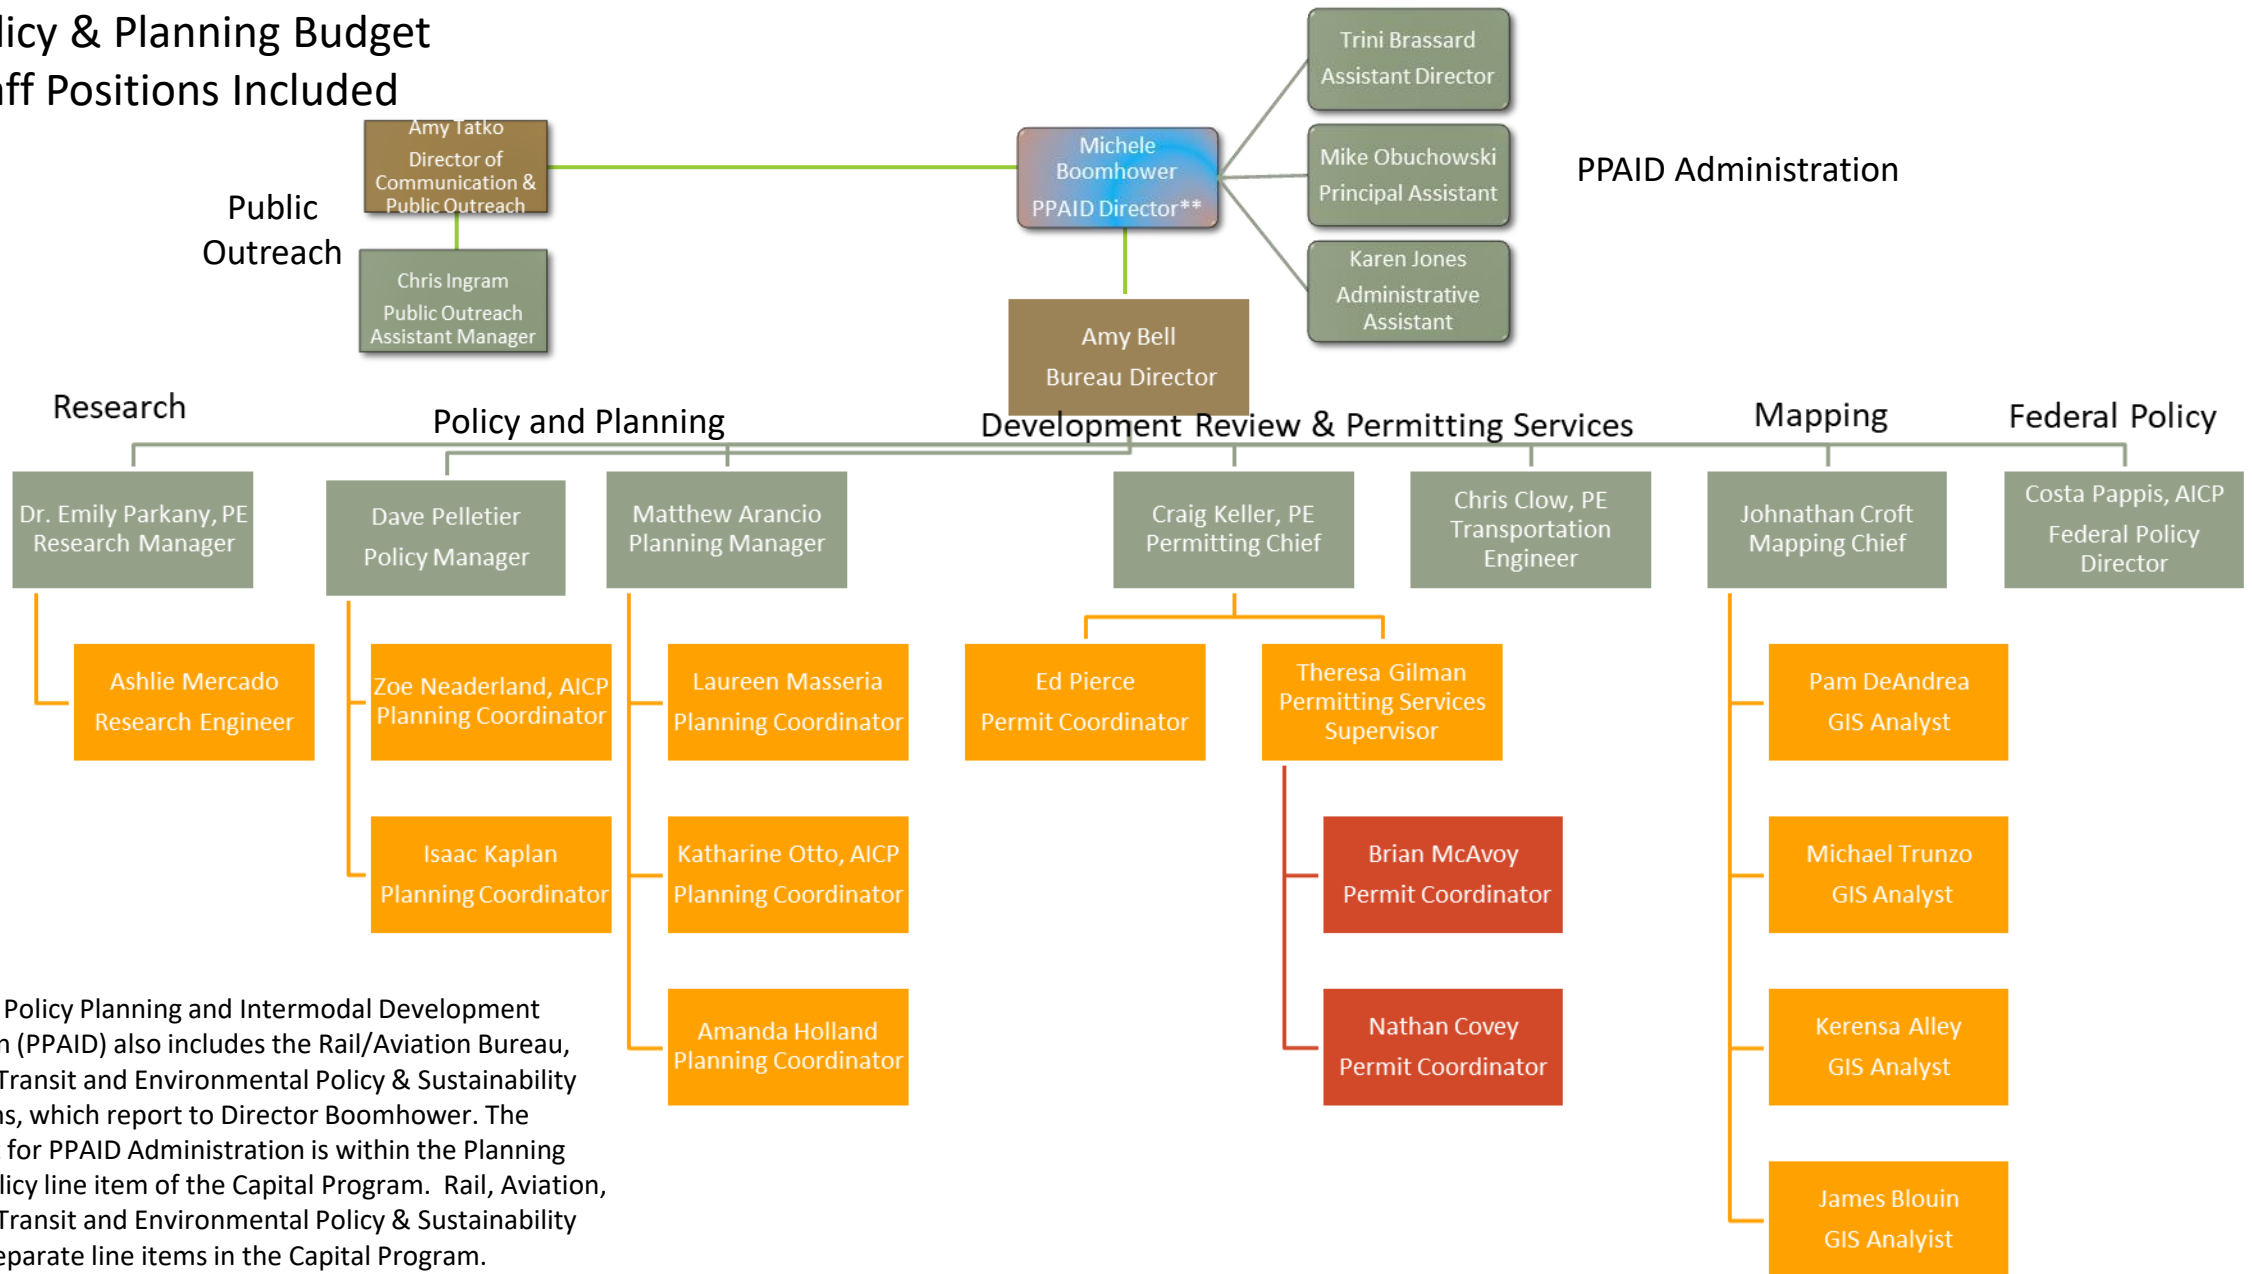 licy & Planning Budget
ff Positions Included
Trini Brassard
Assistant Director
Amy Tatko
Director of
Communication &
Public Outreach
Michele
Boomhower
PPAID Director**
Mike Obuchowski
Principal Assistant
PPAID Administration
Public
Outreach
Chris Ingram
Public Outreach
Assistant Manager
Karen Jones
Administrative
Assistant
Amy Bell
Bureau Director
Research
Policy and Planning
Development Review & Permitting Services
Mapping
Federal Policy
Dr. Emily Parkany, PE
Research Manager
Dave Pelletier
Policy Manager
Matthew Arancio
Planning Manager
Craig Keller, PE
Permitting Chief
Chris Clow, PE
Transportation
Engineer
Johnathan Croft
Mapping Chief
Costa Pappis, AICP
Federal Policy
Director
Ashlie Mercado
Research Engineer
Zoe Neaderland, AICP
Planning Coordinator
Laureen Masseria
Planning Coordinator
Ed Pierce
Permit Coordinator
Theresa Gilman
Permitting Services
Supervisor
Pam DeAndrea
GIS Analyst
Isaac Kaplan
Planning Coordinator
Katharine Otto, AICP
Planning Coordinator
Brian McAvoy
Permit Coordinator
Michael Trunzo
GIS Analyst
Amanda Holland
Planning Coordinator
Nathan Covey
Permit Coordinator
Kerensa Alley
GIS Analyst
James Blouin
GIS Analyist
Policy Planning and Intermodal Development
n (PPAID) also includes the Rail/Aviation Bureau,
Transit and Environmental Policy & Sustainability
ns, which report to Director Boomhower. The
t for PPAID Administration is within the Planning
licy line item of the Capital Program. Rail, Aviation,
Transit and Environmental Policy & Sustainability
eparate line items in the Capital Program.